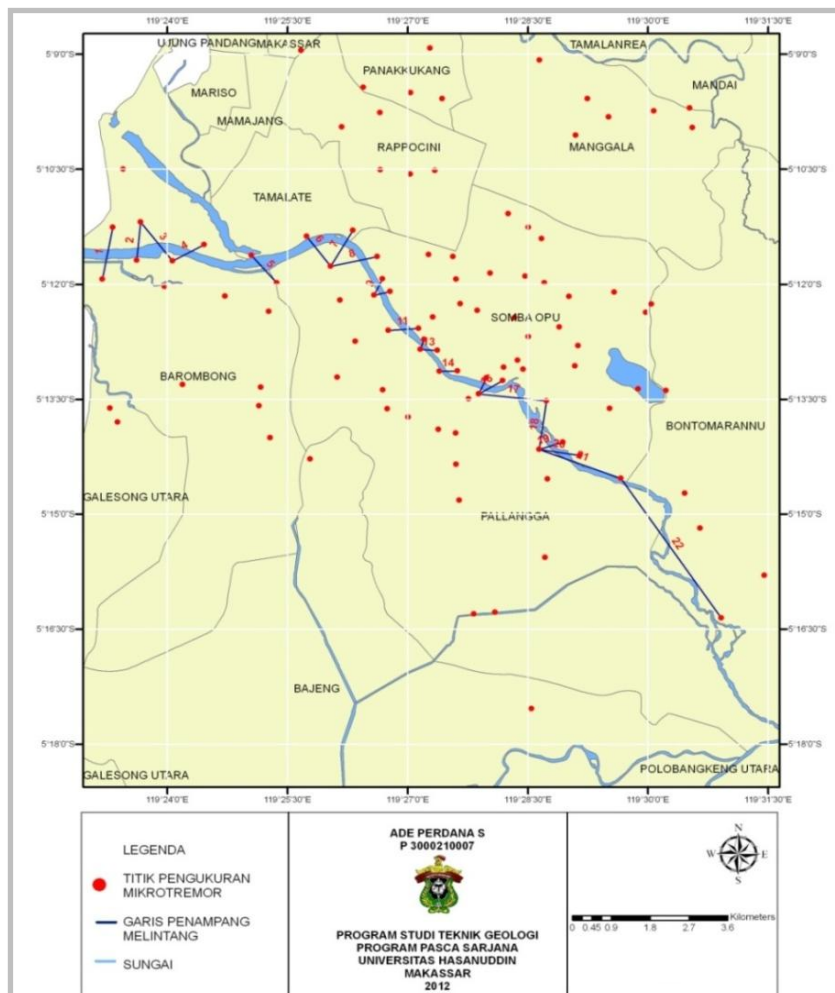 119°24'0"E 119°25'30"E 119°27'0"E 119°28'30"E 119°30'0"E 119°31'30"E
5°9'0"S
5°9'0"S
UJUNG PANDANG
MAKASSAR
TAMALANREA
PANAKKUKANG
MANDAI
MARISO
MAMAJANG
RAPPOCINI
MANGGALA
5°10'30"S
5°10'30"S
TAMALATE
1
2
3
4
5
6
7
8
5°12'0"S
5°12'0"S
11
SOMBA OPU
13
14
BAROMBONG
17
5°13'30"S
5°13'30"S
18
BONTOMARANNU
GALESONG UTARA
PALLANGGA
5°15'0"S
5°15'0"S
22
5°16'30"S
5°16'30"S
BAJENG
5°18'0"S
5°18'0"S
GALESONG UTARA
POLOBANGKENG UTARA
119°24'0"E 119°25'30"E 119°27'0"E 119°28'30"E 119°30'0"E 119°31'30"E
LEGENDA
TITIK PENGUKURAN
MIKROTREMOR
GARIS PENAMPANG
MELINTANG
SUNGAI
ADE PERDANA S
P 3000210007
PROGRAM STUDI TEKNIK GEOLOGI
PROGRAM PASCA SARJANA
UNIVERSITAS HASANUDDIN
MAKASSAR
2012
N
W E
S
Kilometers
0 0.45 0.9 1.8 2.7 3.6